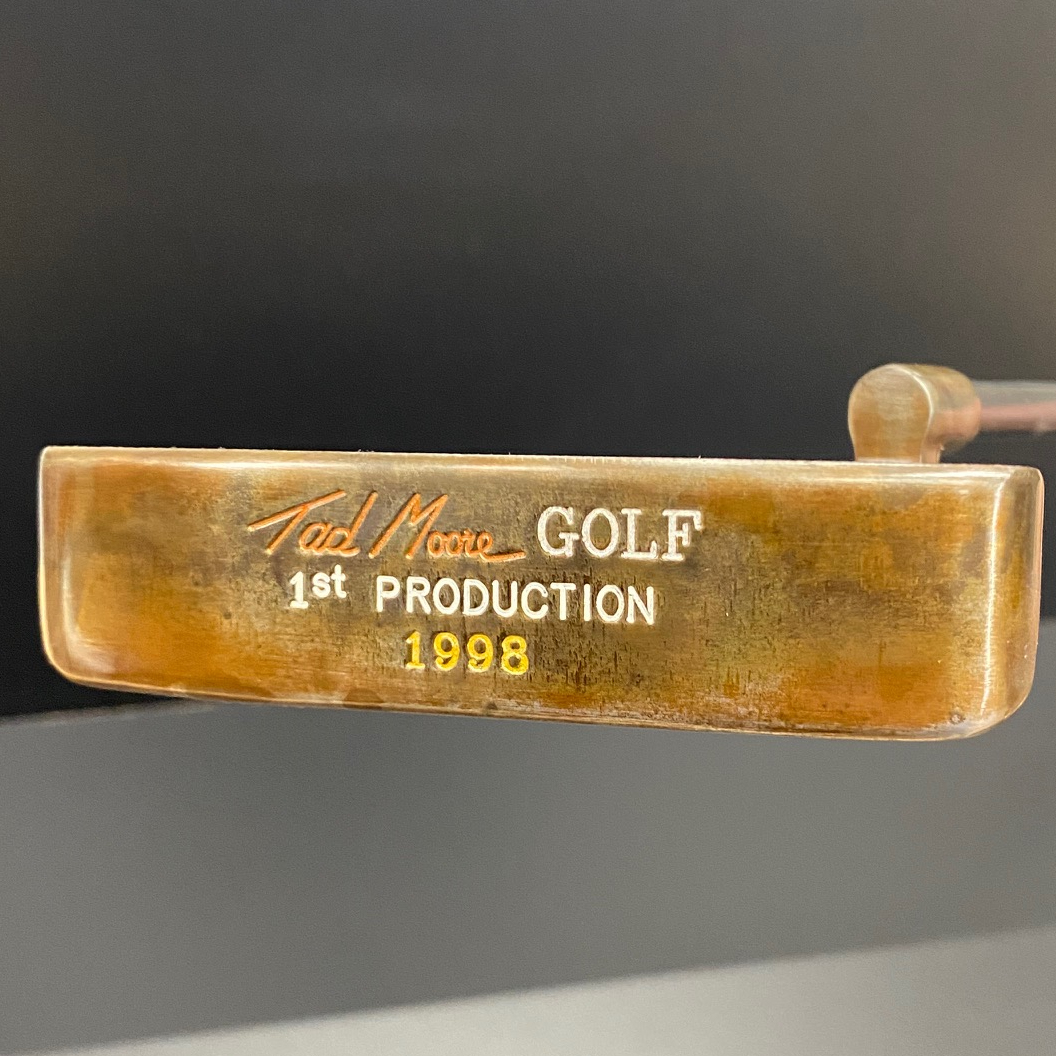 Tad Moore GOLF
1st PRODUCTION
1998